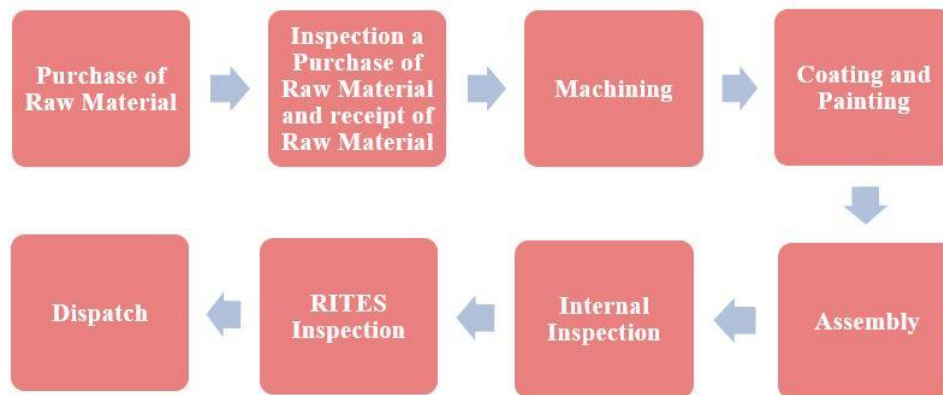 Purchase of
Raw Material
Inspection a
Purchase of
Raw Material
and receipt of
Raw Material
Machining
Coating and
Painting
Assembly
Internal
Inspection
RITES
Inspection
Dispatch